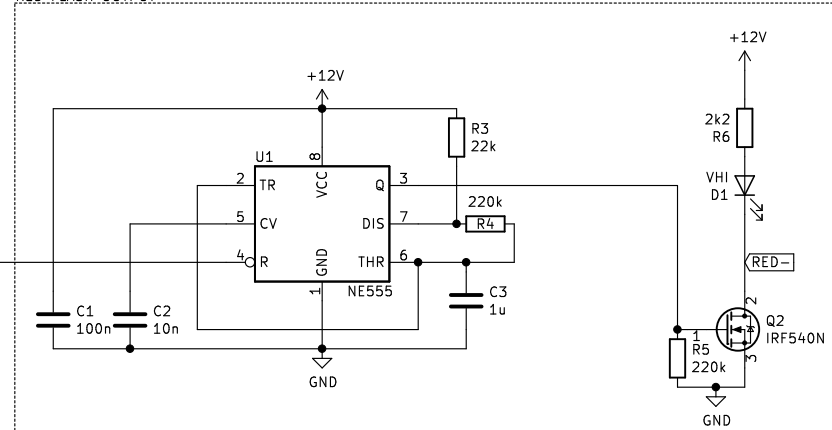 +12V
+12V
2k2
R6
R3
22k
U1
8
VCC
2
TR
Q
3
VHI
D1
220k
5
CV
DIS
7
R4
4
R
GND
THR
6
RED-
1
NE555
C3
1u
2
C1
100n
C2
10n
Q2
IRF540N
1
R5
220k
3
GND
GND